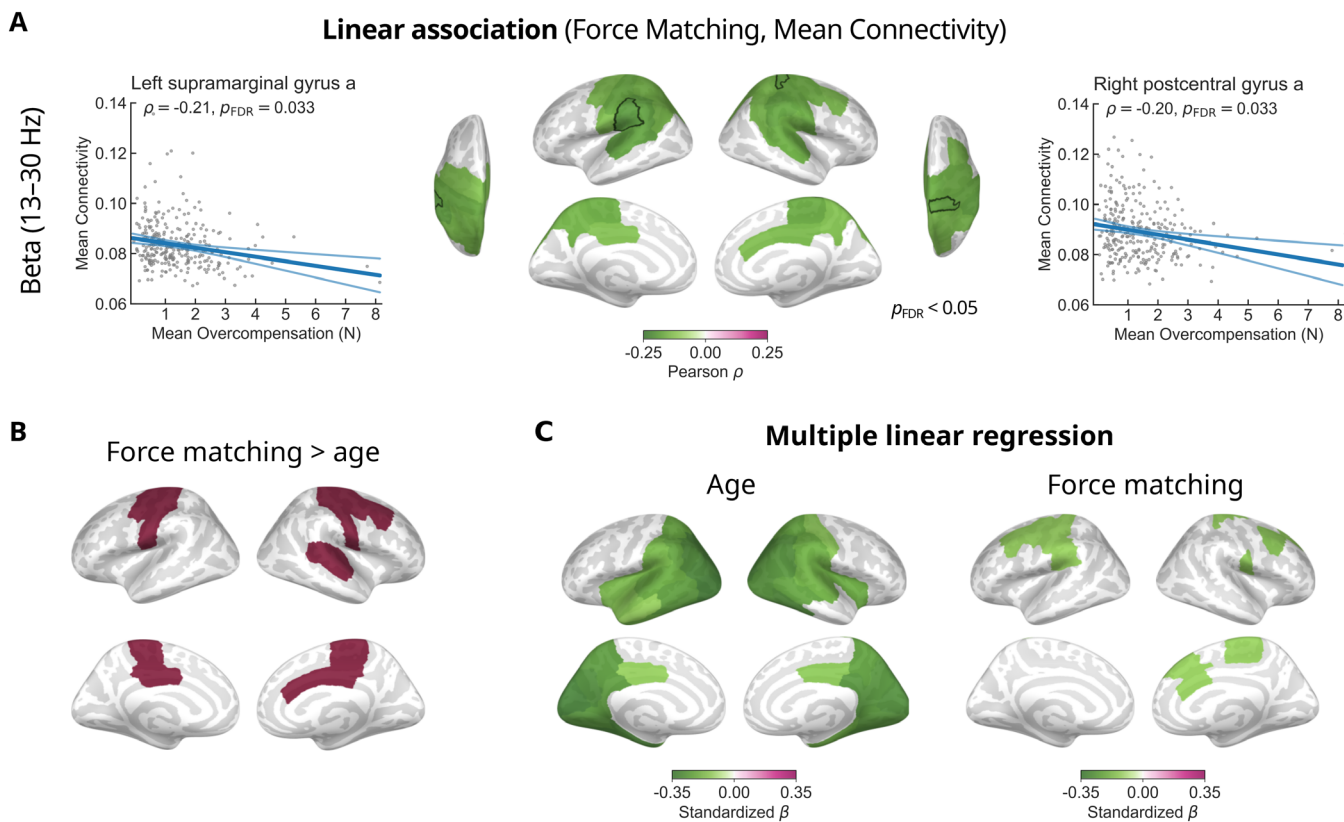 A
Linear association (Force Matching, Mean Connectivity)
Beta (13–30 Hz)
Left supramarginal gyrus a
ρ = -0.21, pFDR = 0.033
Mean Connectivity
0.14
0.12
0.10
0.08
0.06
1 2 3 4 5 6 7 8
Mean Overcompensation (N)
pFDR < 0.05
-0.25 0.00 0.25
Pearson ρ
Right postcentral gyrus a
ρ = -0.20, pFDR = 0.033
Mean Connectivity
0.14
0.12
0.10
0.08
0.06
1 2 3 4 5 6 7 8
Mean Overcompensation (N)
B
Force matching > age
C
Multiple linear regression
Age
Force matching
-0.35 0.00 0.35
Standardized β
-0.35 0.00 0.35
Standardized β